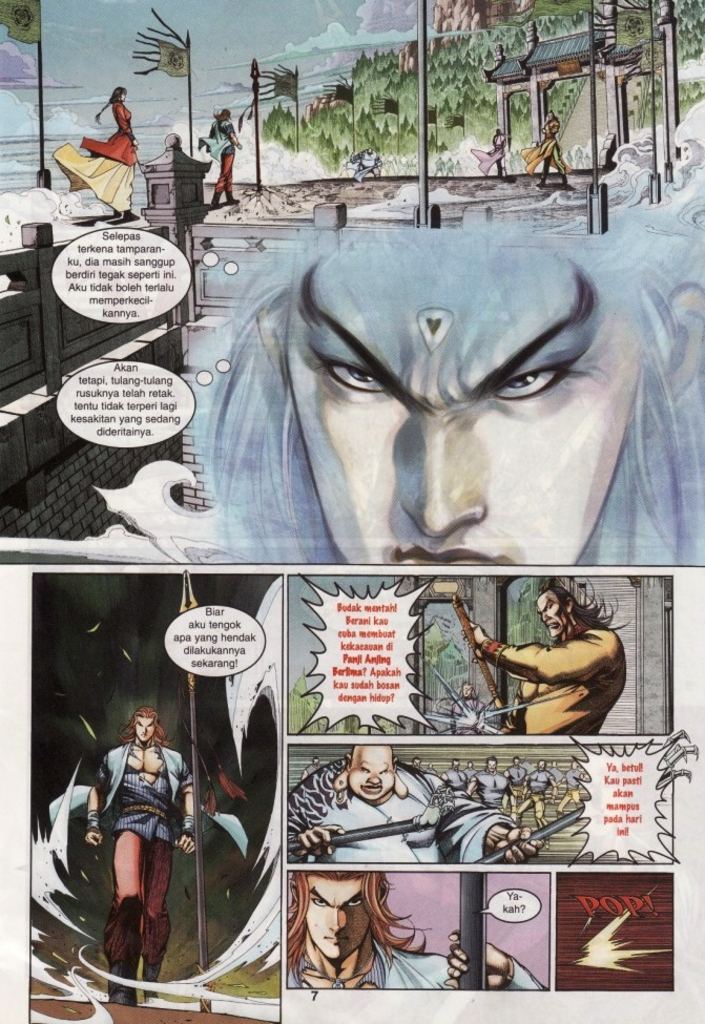 Selepas
terkena tamparan-
ku, dia masih sanggup
berdiri tegak seperti ini.
Aku tidak boleh terlalu
memperkecil-
kannya.
Akan
tetapi, tulang-tulang
rusuknya telah retak.
tentu tidak terperi lagi
kesakitan yang sedang
dideritainya.
Biar
aku tengok
apa yang hendak
dilakukannya
sekarang!
Budak mentah!
Berani kau
cuba membuat
kekacauan di
Panji Anjing
Berlima? Apakah
kau sudah bosan
dengan hidup?
Ya, betul!
Kau pasti
akan
mampus
pada hari
ini!
Ya-
kah?
POP!
7